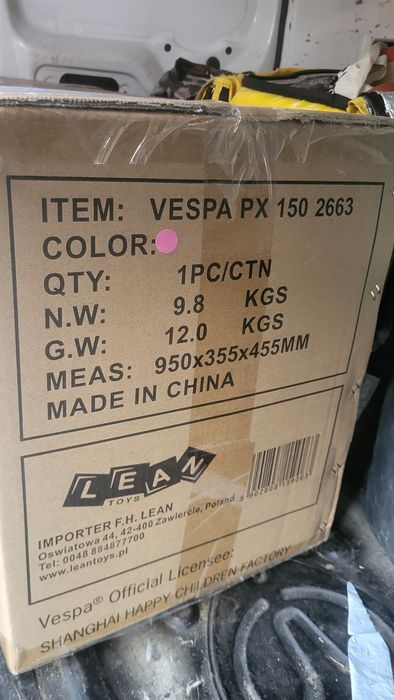 ITEM: VESPA PX 150 2663
COLOR:
QTY: 1PC/CTN
N.W: 9.8 KGS
G.W: 12.0 KGS
MEAS: 950x355x455MM
MADE IN CHINA
LEAN
TOYS
IMPORTER F.H. LEAN
Oswiatowa 44, 42-400 Zawiercie, Poland
Tel: 0048 884877700
www.leantoys.pl
Vespa® Official Licensee:
SHANGHAI HAPPY CHILDREN FACTORY